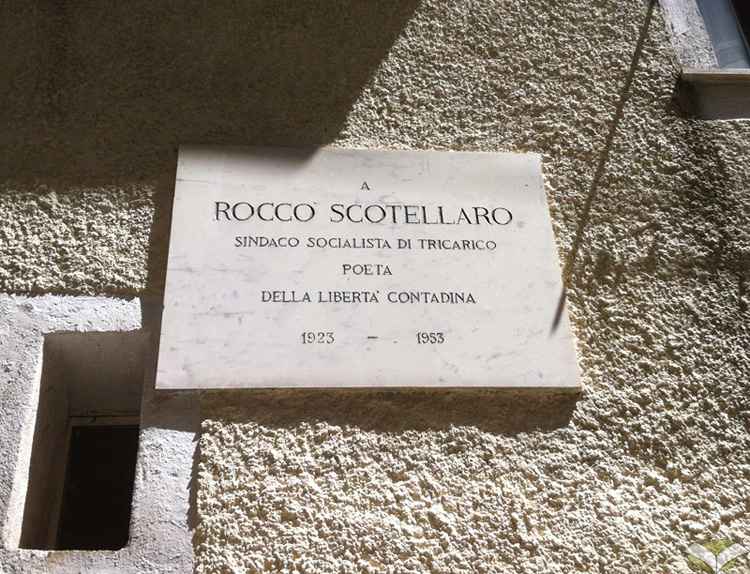 A
ROCCO SCOTELLARO
SINDACO SOCIALISTA DI TRICARICO
POETA
DELLA LIBERTA' CONTADINA
1923 - 1953